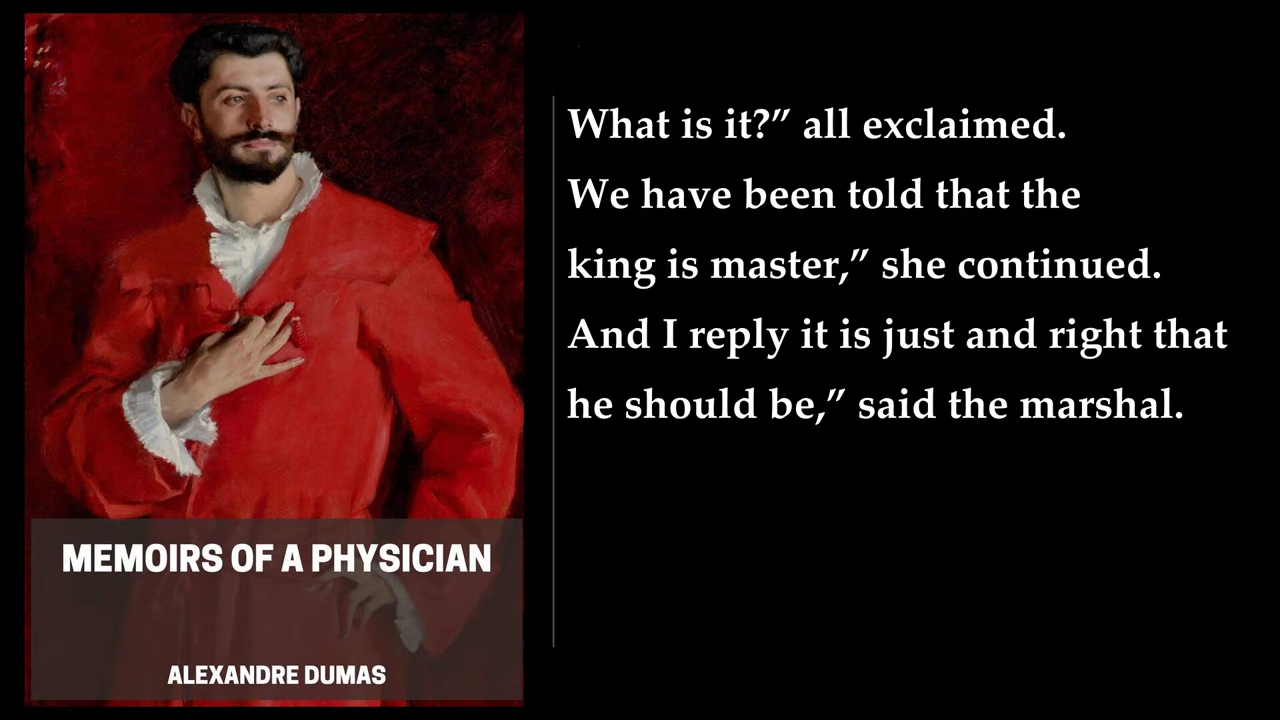 MEMOIRS OF A PHYSICIAN
ALEXANDRE DUMAS
What is it?” all exclaimed.
We have been told that the
king is master,” she continued.
And I reply it is just and right that
he should be,” said the marshal.